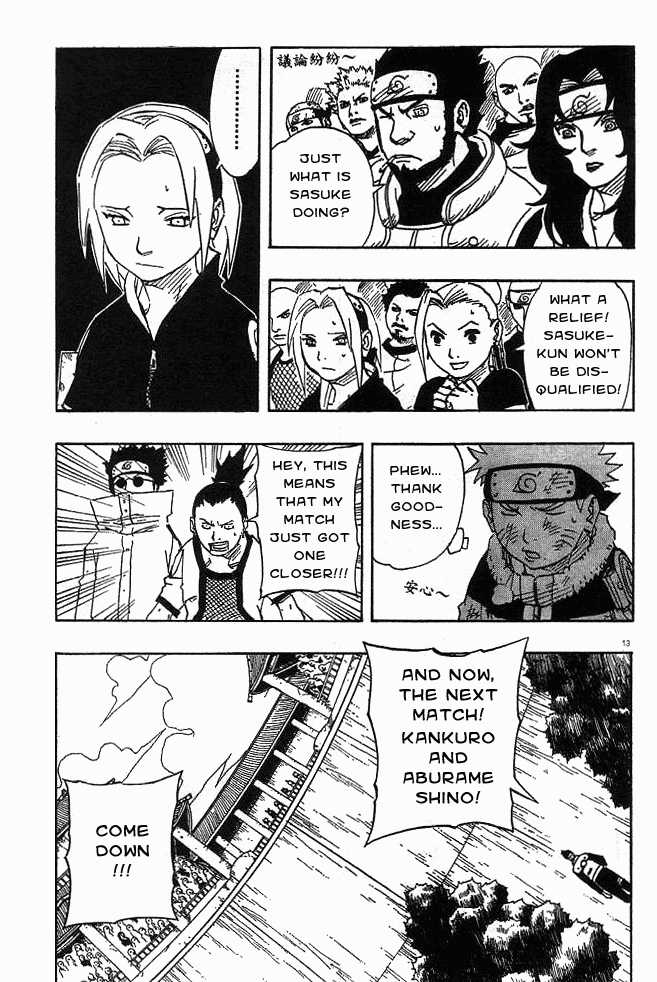 議論紛紛~
JUST
WHAT IS
SASUKE
DOING?
............
WHAT A
RELIEF!
SASUKE-
KUN WON'T
BE DIS-
QUALIFIED!
PHEW...
THANK
GOOD-
NESS...
安心~
HEY, THIS
MEANS
THAT MY
MATCH
JUST GOT
ONE
CLOSER!!!
13
AND NOW,
THE NEXT
MATCH!
KANKURO
AND
ABURAME
SHINO!
COME
DOWN
!!!